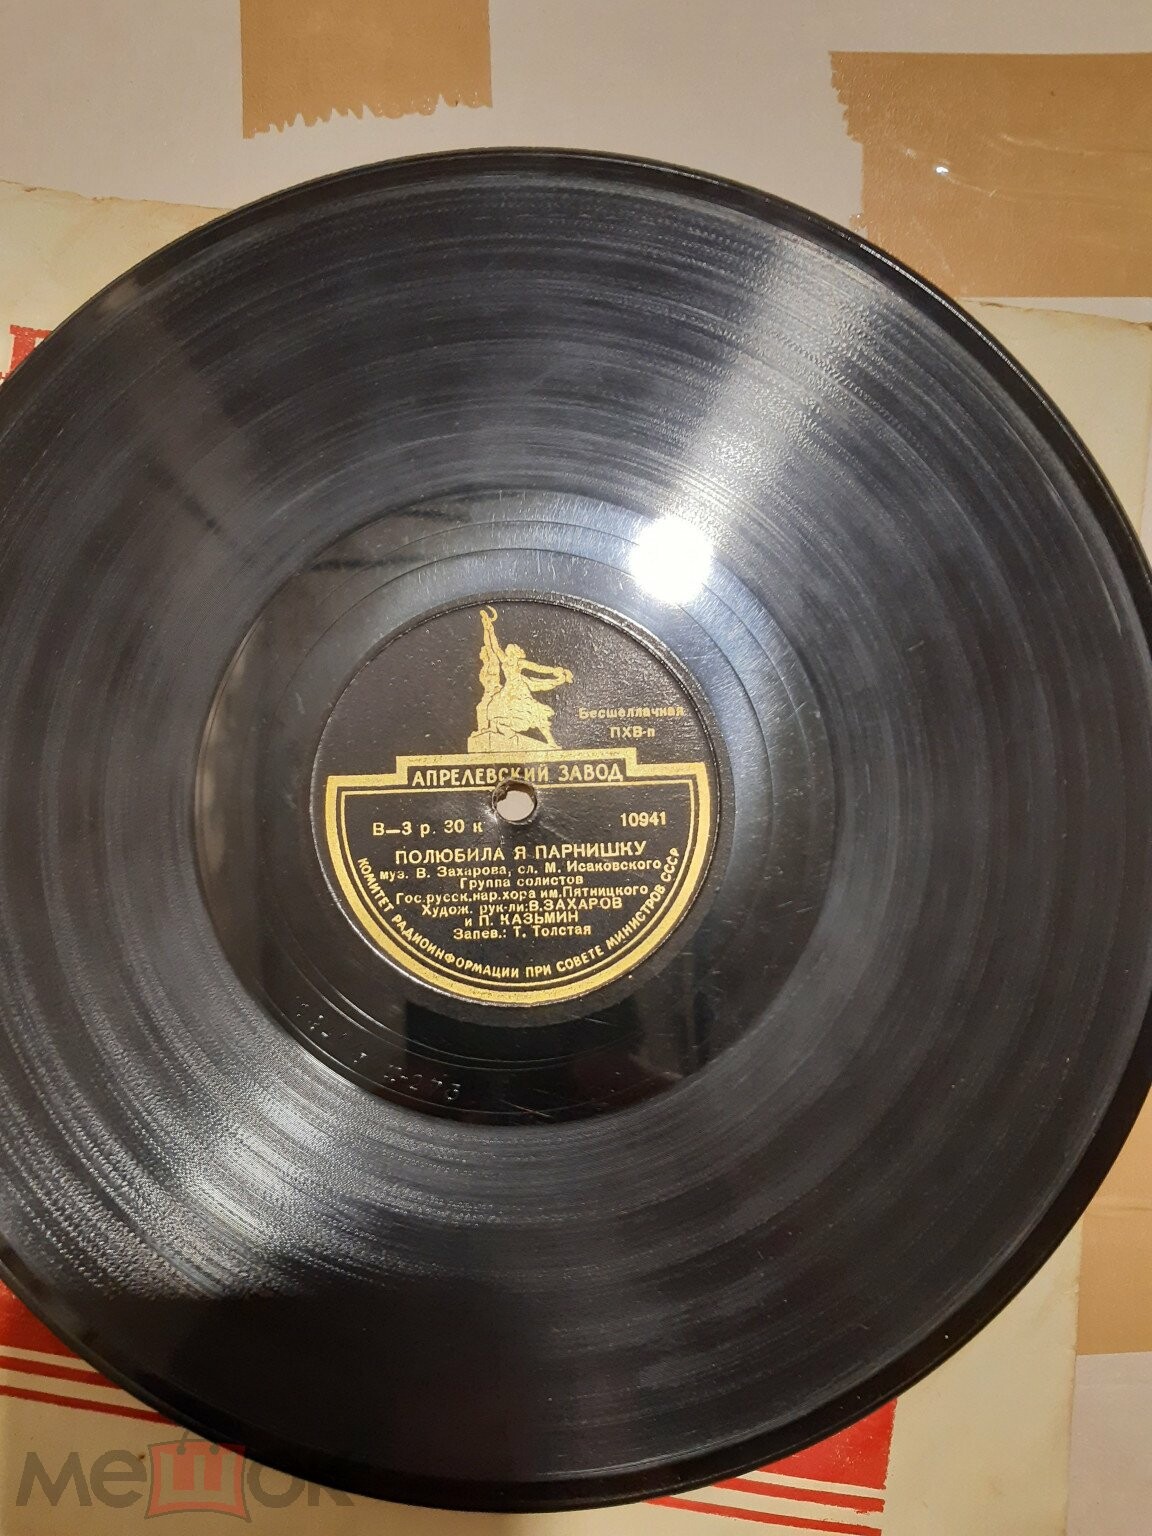 Бесшеллачная
ПХВ-п
АПРЕЛЕВСКИЙ ЗАВОД
В—3 р. 30 к
10941
ПОЛЮБИЛА Я ПАРНИШКУ
муз. В. Захарова, сл. М. Исаковского
Группа солистов
Гос.русск.нар.хора им.Пятницкого
Худож. рук-ли:В.ЗАХАРОВ
и П. КАЗЬМИН
Запев.: Т. Толстая
КОМИТЕТ РАДИОИНФОРМАЦИИ ПРИ СОВЕТЕ МИНИСТРОВ СССР
мешок